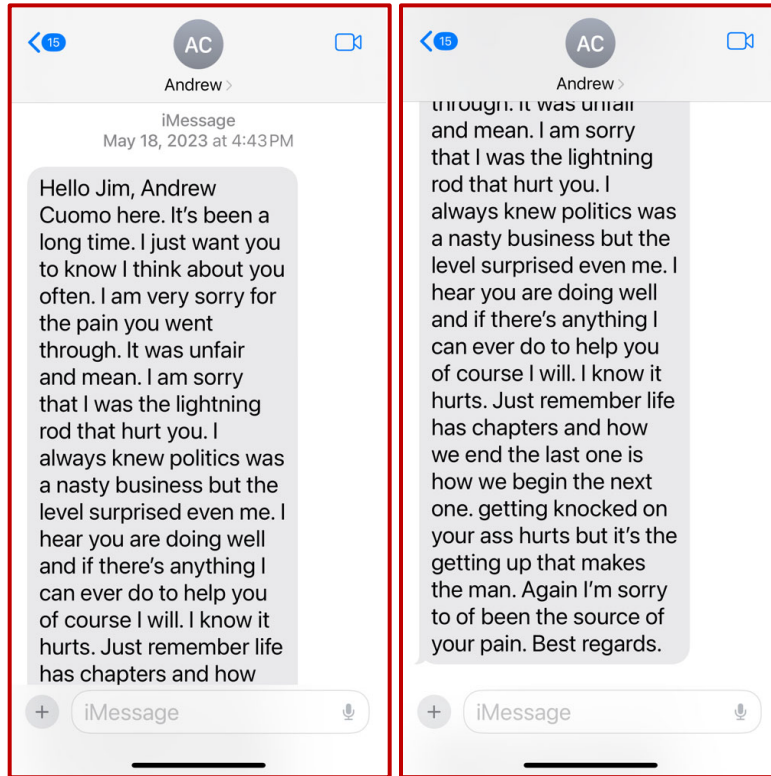 15
AC
Andrew
iMessage
May 18, 2023 at 4:43 PM
Hello Jim, Andrew
Cuomo here. It's been a
long time. I just want you
to know I think about you
often. I am very sorry for
the pain you went
through. It was unfair
and mean. I am sorry
that I was the lightning
rod that hurt you. I
always knew politics was
a nasty business but the
level surprised even me. I
hear you are doing well
and if there's anything I
can ever do to help you
of course I will. I know it
hurts. Just remember life
has chapters and how
iMessage
15
AC
Andrew
through. It was unfair
and mean. I am sorry
that I was the lightning
rod that hurt you. I
always knew politics was
a nasty business but the
level surprised even me. I
hear you are doing well
and if there's anything I
can ever do to help you
of course I will. I know it
hurts. Just remember life
has chapters and how
we end the last one is
how we begin the next
one. getting knocked on
your ass hurts but it's the
getting up that makes
the man. Again I'm sorry
to of been the source of
your pain. Best regards.
iMessage